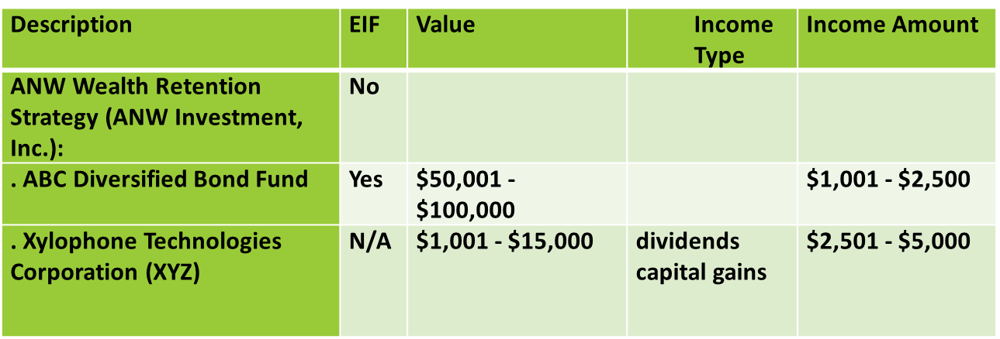 Description EIF Value Income Income Amount
Type
ANW Wealth Retention No
Strategy (ANW Investment,
Inc.):
. ABC Diversified Bond Fund Yes $50,001 - $1,001 - $2,500
$100,000
. Xylophone Technologies N/A $1,001 - $15,000 dividends $2,501 - $5,000
Corporation (XYZ) capital gains